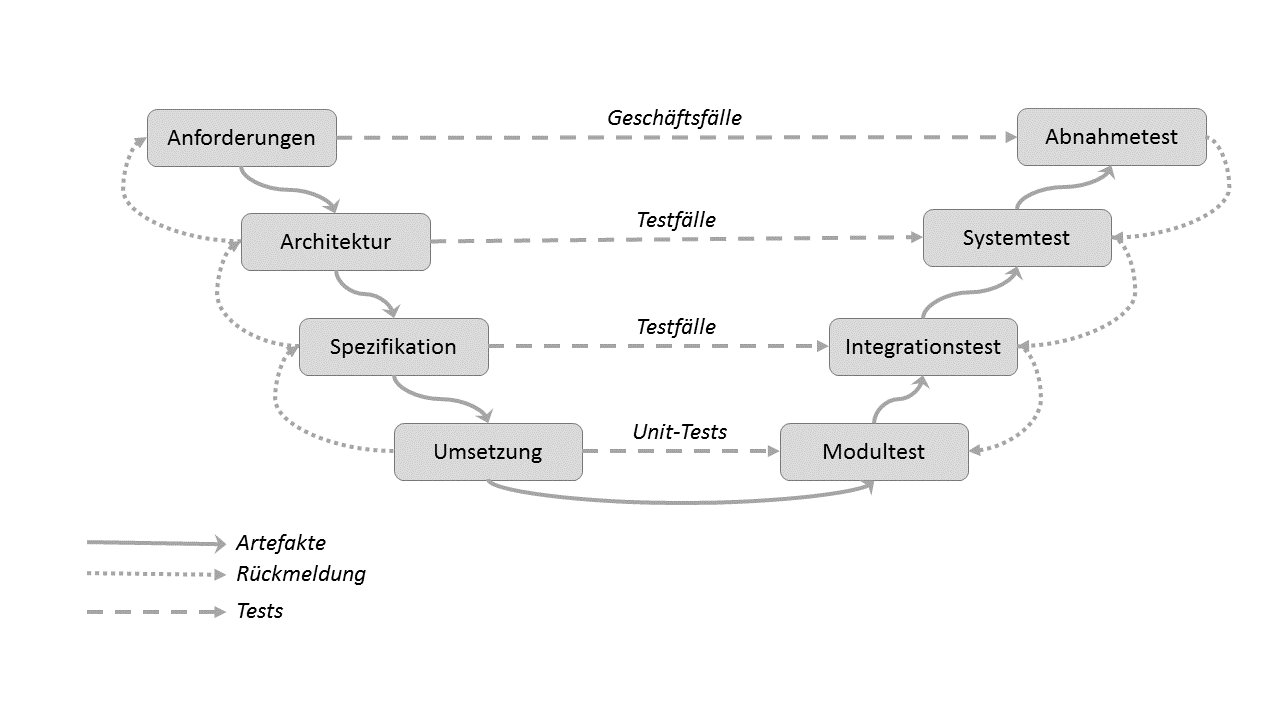 Geschäftsfälle
Anforderungen
Abnahmetest
Testfälle
Architektur
Systemtest
Testfälle
Spezifikation
Integrationstest
Unit-Tests
Umsetzung
Modultest
Artefakte
Rückmeldung
Tests